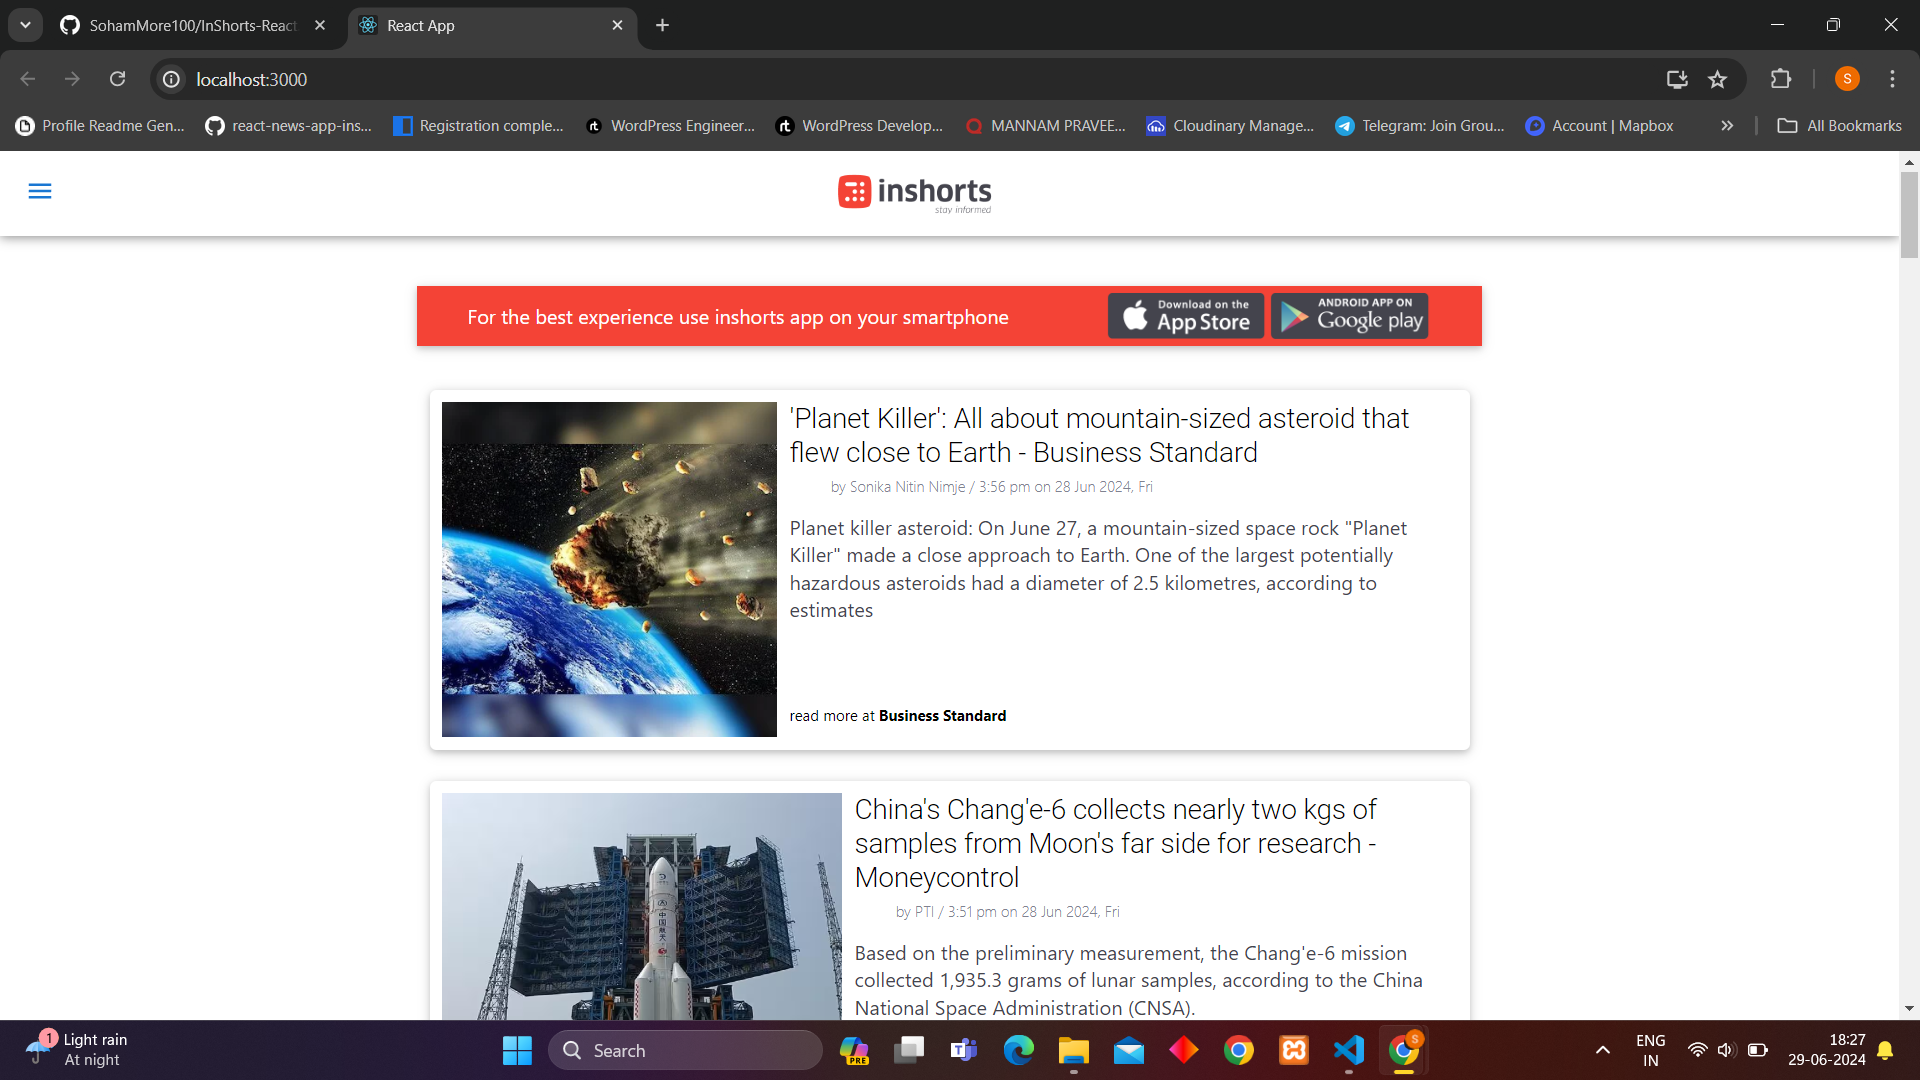 SohamMore100/InShorts-React
React App
localhost:3000
S
Profile Readme Gen...
react-news-app-ins...
Registration comple...
WordPress Engineer...
WordPress Develop...
MANNAM PRAVEE...
Cloudinary Manage...
Telegram: Join Grou...
Account | Mapbox
All Bookmarks
inshorts
stay informed
For the best experience use inshorts app on your smartphone
Download on the
App Store
ANDROID APP ON
Google play
'Planet Killer': All about mountain-sized asteroid that
flew close to Earth - Business Standard
by Sonika Nitin Nimje / 3:56 pm on 28 Jun 2024, Fri
Planet killer asteroid: On June 27, a mountain-sized space rock "Planet
Killer" made a close approach to Earth. One of the largest potentially
hazardous asteroids had a diameter of 2.5 kilometres, according to
estimates
read more at Business Standard
China's Chang'e-6 collects nearly two kgs of
samples from Moon's far side for research -
Moneycontrol
by PTI / 3:51 pm on 28 Jun 2024, Fri
Based on the preliminary measurement, the Chang'e-6 mission
collected 1,935.3 grams of lunar samples, according to the China
National Space Administration (CNSA).
中国航天
1
Light rain
At night
Search
PRE
S
ENG
IN
18:27
29-06-2024